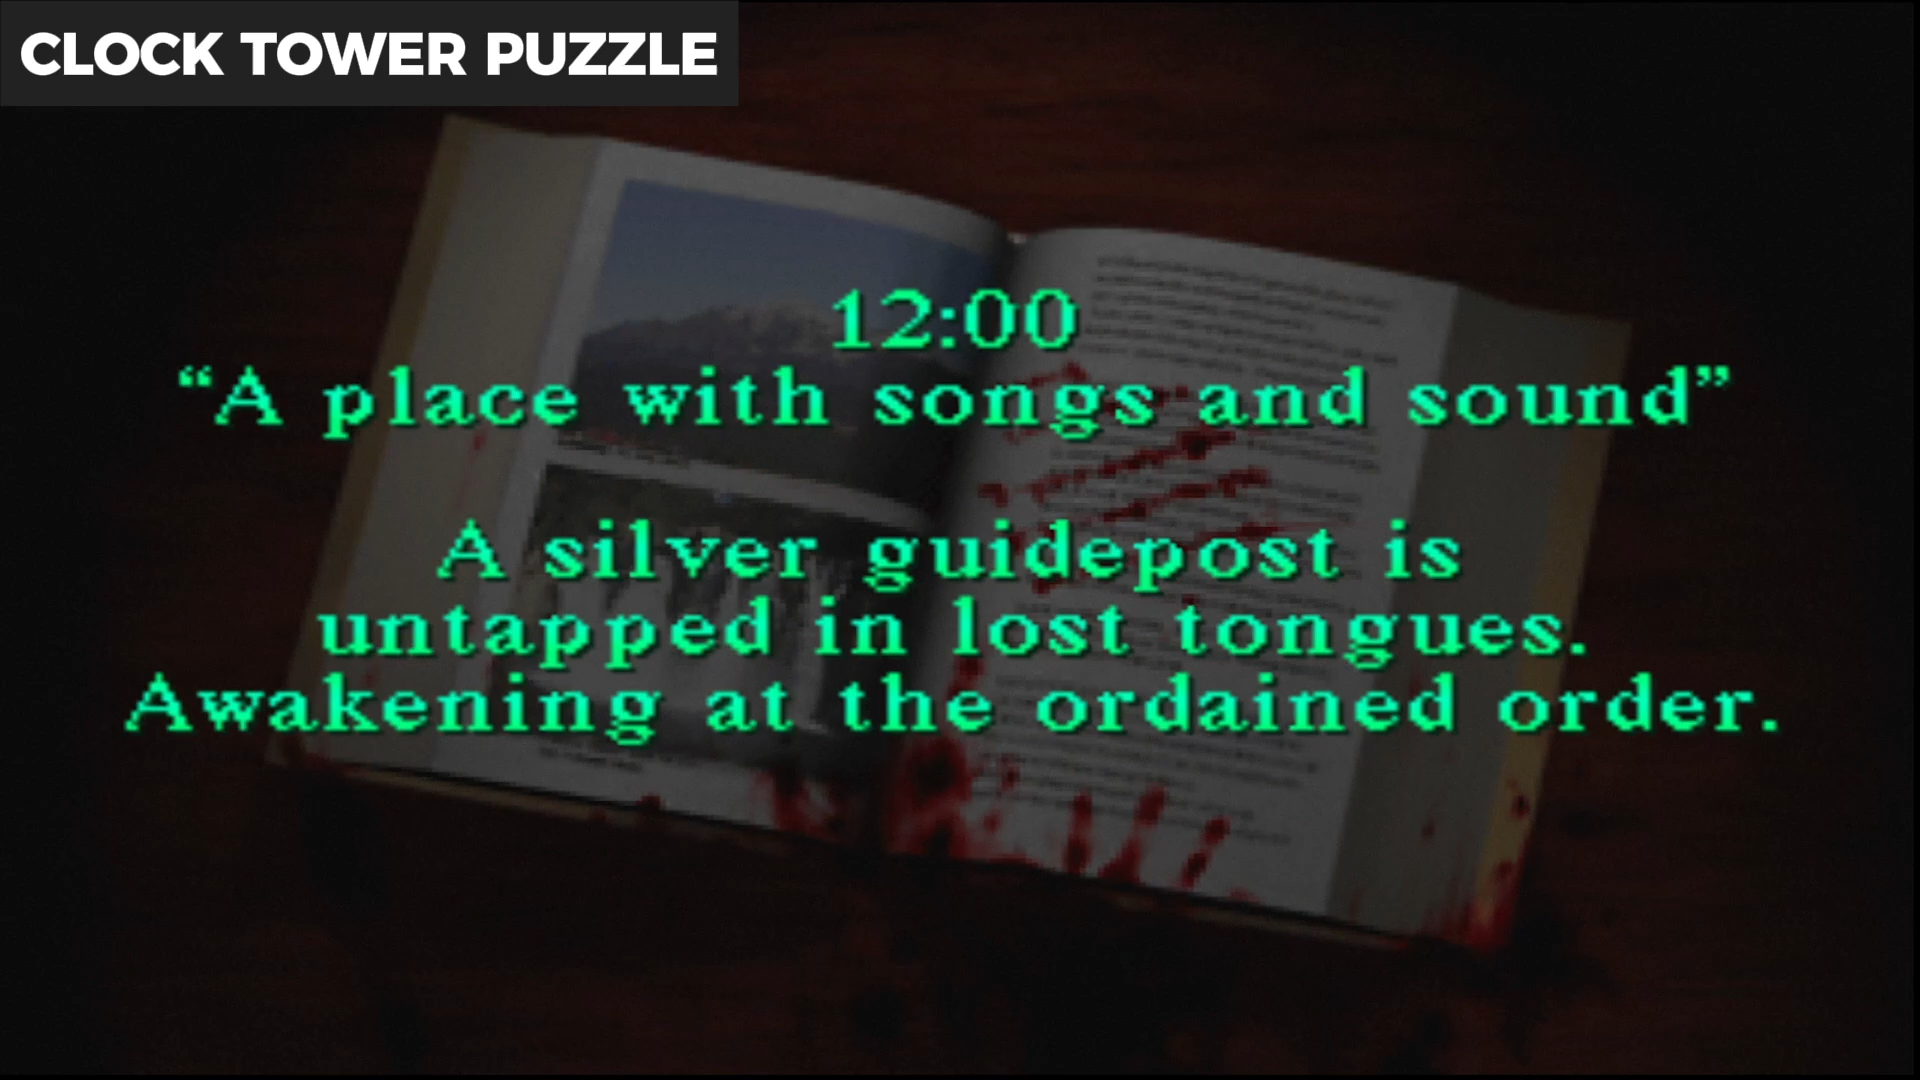 CLOCK TOWER PUZZLE
12:00
“A place with songs and sound”
A silver guidepost is
untapped in lost tongues.
Awakening at the ordained order.